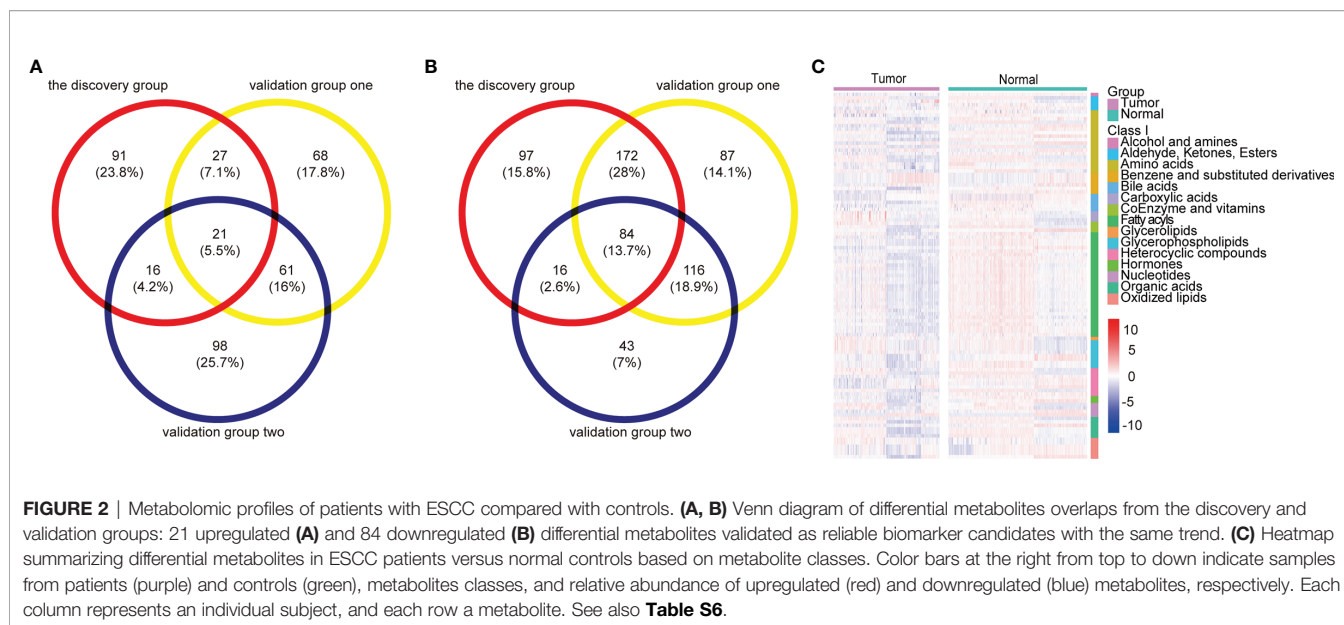 A
B
C
the discovery group
validation group one
91
(23.8%)
27
(7.1%)
68
(17.8%)
21
(5.5%)
16
(4.2%)
61
(16%)
98
(25.7%)
validation group two
the discovery group
validation group one
97
(15.8%)
172
(28%)
87
(14.1%)
84
(13.7%)
16
(2.6%)
116
(18.9%)
43
(7%)
validation group two
Tumor
Normal
Group
Tumor
Normal
Class I
Alcohol and amines
Aldehyde, Ketones, Esters
Amino acids
Benzene and substituted derivatives
Bile acids
Carboxylic acids
CoEnzyme and vitamins
Fatty acyls
Glycerolipids
Glycerophospholipids
Heterocyclic compounds
Hormones
Nucleotides
Organic acids
Oxidized lipids
10
5
0
-5
-10
FIGURE 2 | Metabolomic profiles of patients with ESCC compared with controls. (A, B) Venn diagram of differential metabolites overlaps from the discovery and
validation groups: 21 upregulated (A) and 84 downregulated (B) differential metabolites validated as reliable biomarker candidates with the same trend. (C) Heatmap
summarizing differential metabolites in ESCC patients versus normal controls based on metabolite classes. Color bars at the right from top to down indicate samples
from patients (purple) and controls (green), metabolites classes, and relative abundance of upregulated (red) and downregulated (blue) metabolites, respectively. Each
column represents an individual subject, and each row a metabolite. See also Table S6.